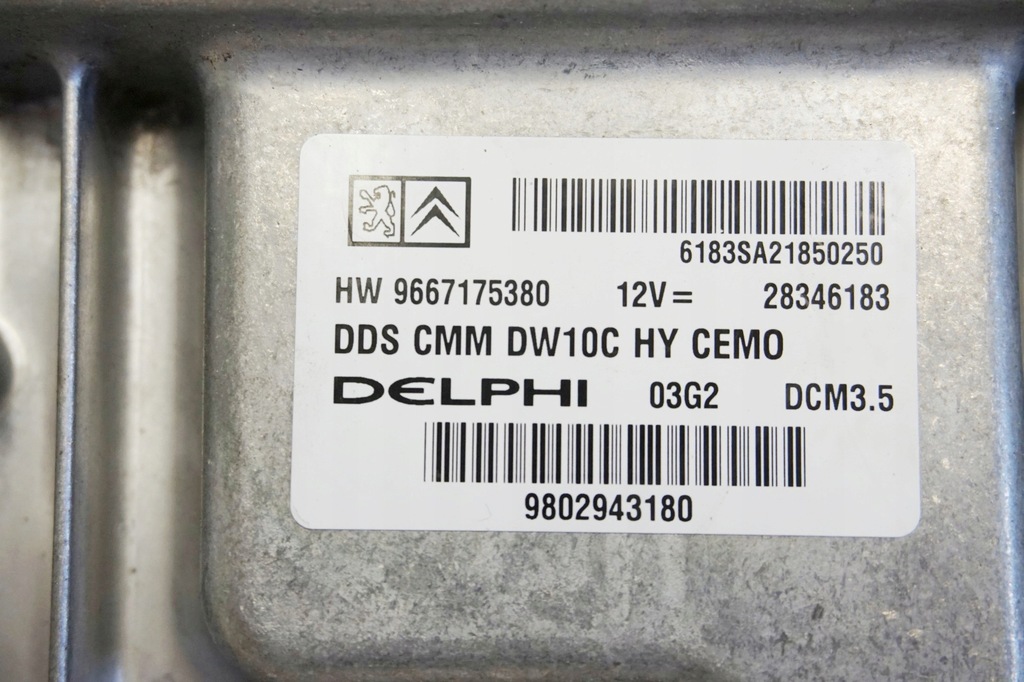 6183SA21850250
HW 9667175380 12V= 28346183
DDS CMM DW10C HY CEMO
DELPHI 03G2 DCM3.5
9802943180